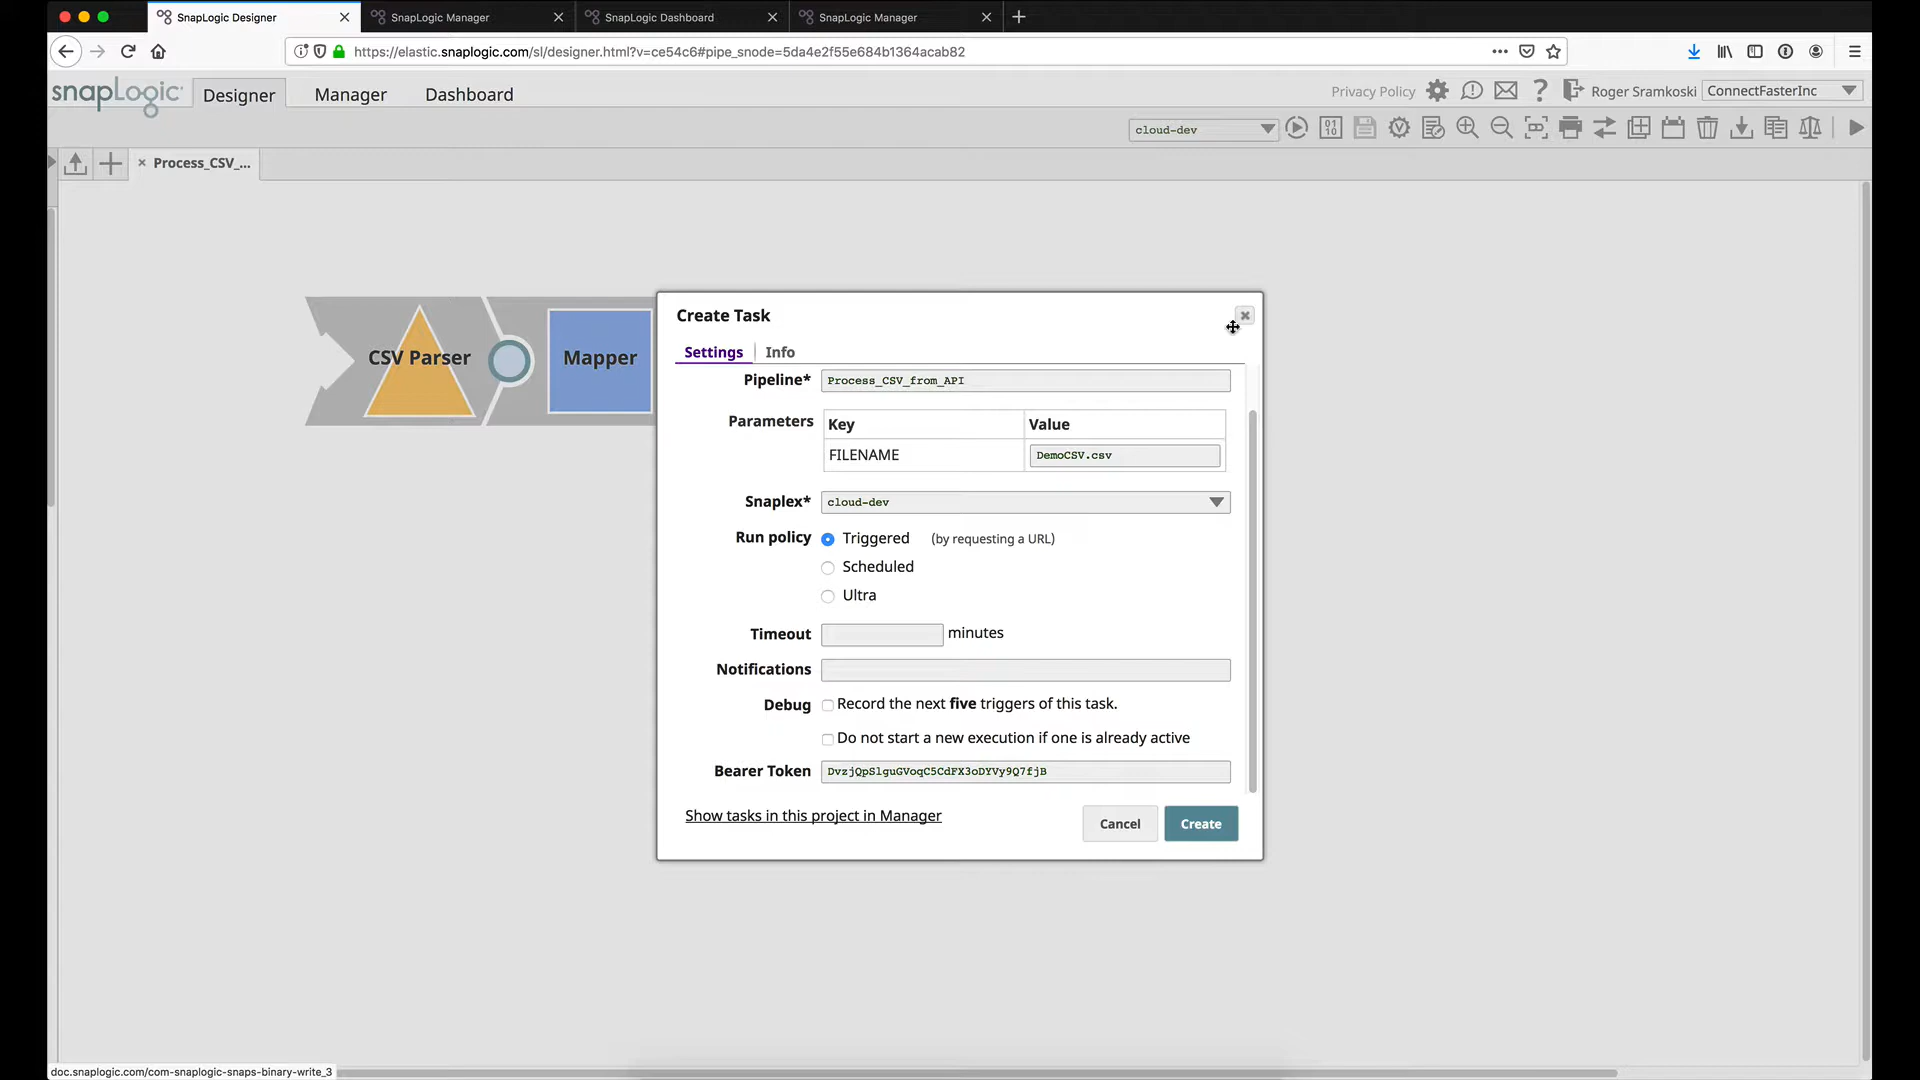 SnapLogic Designer
SnapLogic Manager
SnapLogic Dashboard
SnapLogic Manager
https://elastic.snaplogic.com/sl/designer.html?v=ce54c6#pipe_snode=5da4e2f55e684b1364acab82
snapLogic
Designer
Manager
Dashboard
Privacy Policy
Roger Sramkoski
ConnectFasterInc
cloud-dev
Process_CSV_...
CSV Parser
Mapper
Create Task
Settings
Info
Pipeline* Process_CSV_from_API
Parameters
Key Value
FILENAME DemoCSV.csv
Snaplex* cloud-dev
Run policy Triggered (by requesting a URL)
Scheduled
Ultra
Timeout minutes
Notifications
Debug Record the next five triggers of this task.
Do not start a new execution if one is already active
Bearer Token DvzjQpSlguGVoqC5CdFX3oDYVy9Q7fjB
Show tasks in this project in Manager
Cancel
Create
doc.snaplogic.com/com-snaplogic-snaps-binary-write_3